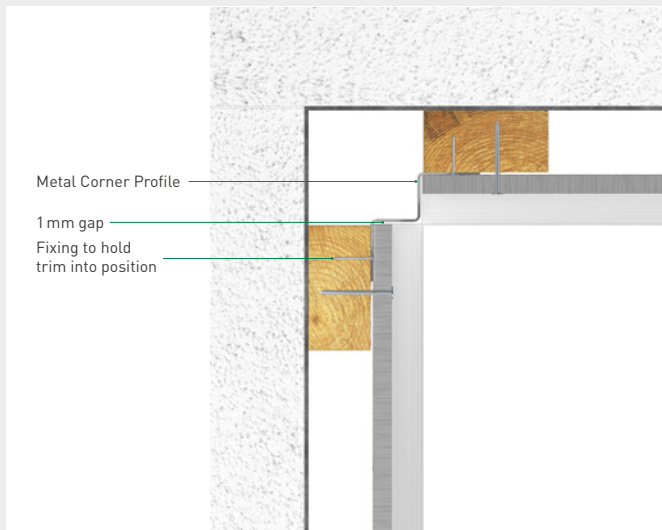 Metal Corner Profile
1 mm gap
Fixing to hold
trim into position